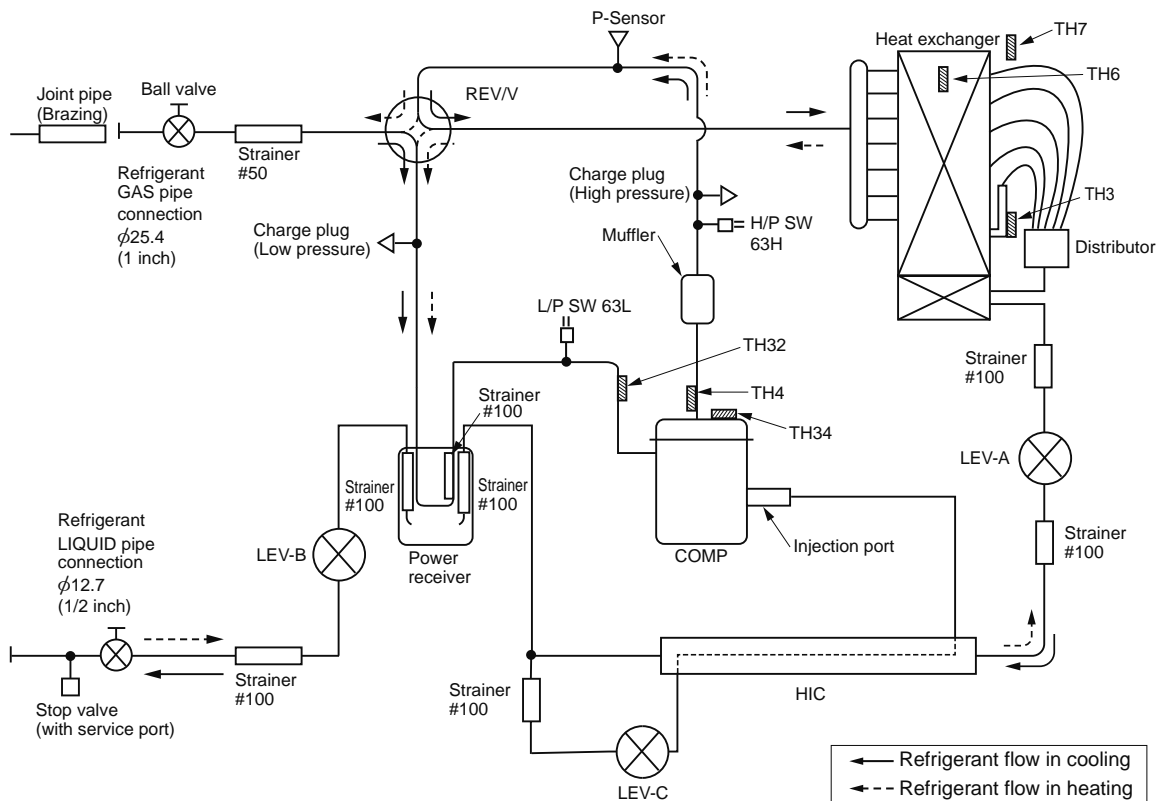 P-Sensor
Heat exchanger
TH7
TH6
Joint pipe
(Brazing)
Ball valve
REV/V
Strainer
#50
Refrigerant
GAS pipe
connection
ϕ25.4
(1 inch)
Charge plug
(High pressure)
TH3
Charge plug
(Low pressure)
H/P SW
63H
Muffler
Distributor
L/P SW 63L
TH32
Strainer
#100
TH4
Strainer
#100
TH34
LEV-A
Strainer
#100
Strainer
#100
Refrigerant
LIQUID pipe
connection
ϕ12.7
(1/2 inch)
LEV-B
Power
receiver
COMP
Injection port
Strainer
#100
Strainer
#100
Strainer
#100
HIC
Stop valve
(with service port)
LEV-C
Refrigerant flow in cooling
Refrigerant flow in heating